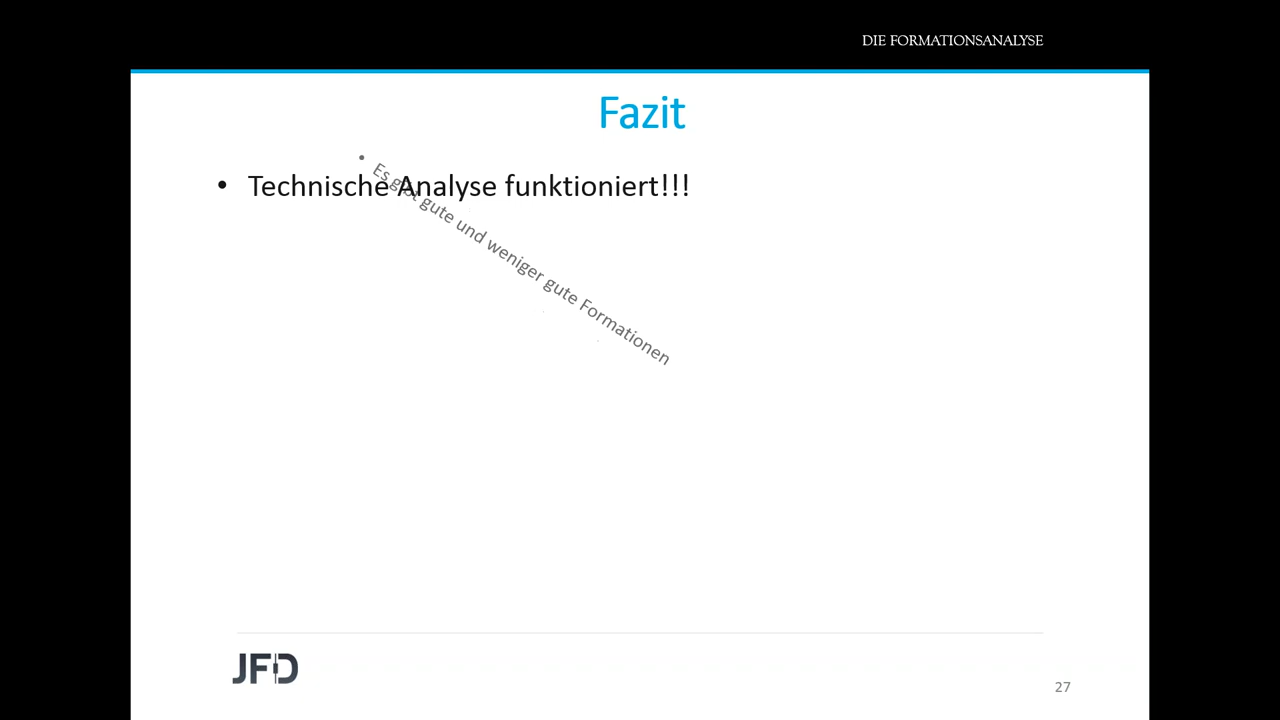 DIE FORMATIONSANALYSE
Fazit
• Technische Analyse funktioniert!!!
• Es gibt gute und weniger gute Formationen
JFD
27